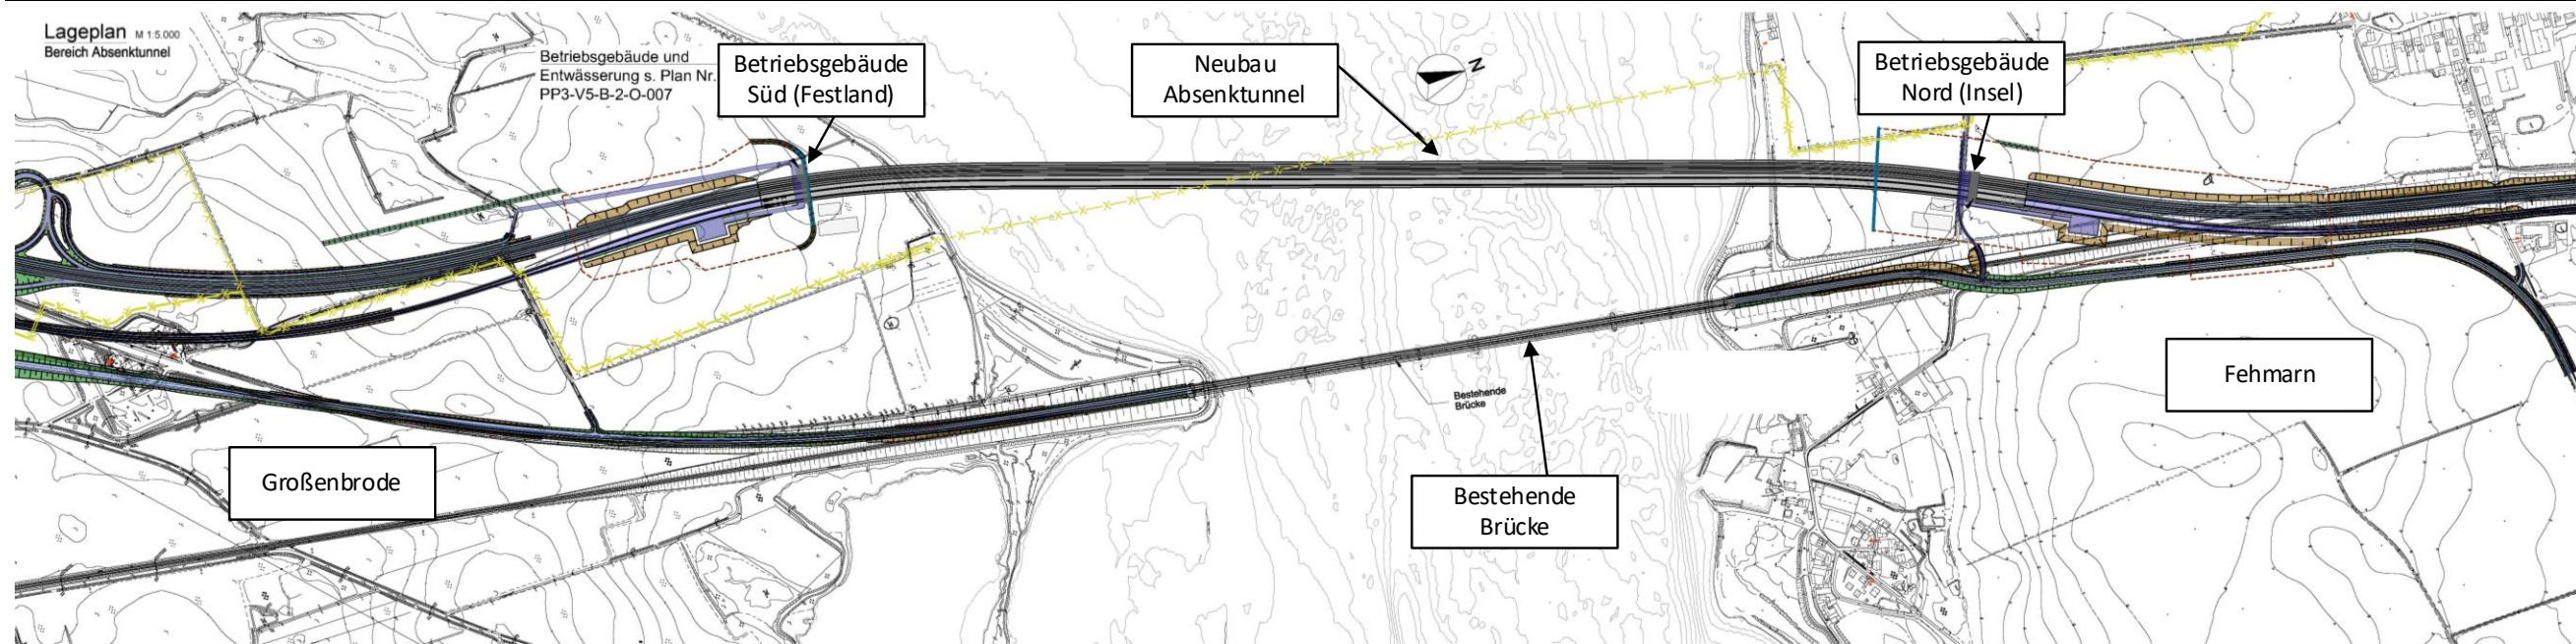 Lageplan M 1:5.000
Bereich Absenktunnel
Betriebsgebäude und
Entwässerung s. Plan Nr.
PP3-V5-B-2-O-007
Betriebsgebäude
Süd (Festland)
Neubau
Absenktunnel
N
Betriebsgebäude
Nord (Insel)
Fehmarn
Bestehende
Brücke
Großenbrode
Bestehende
Brücke